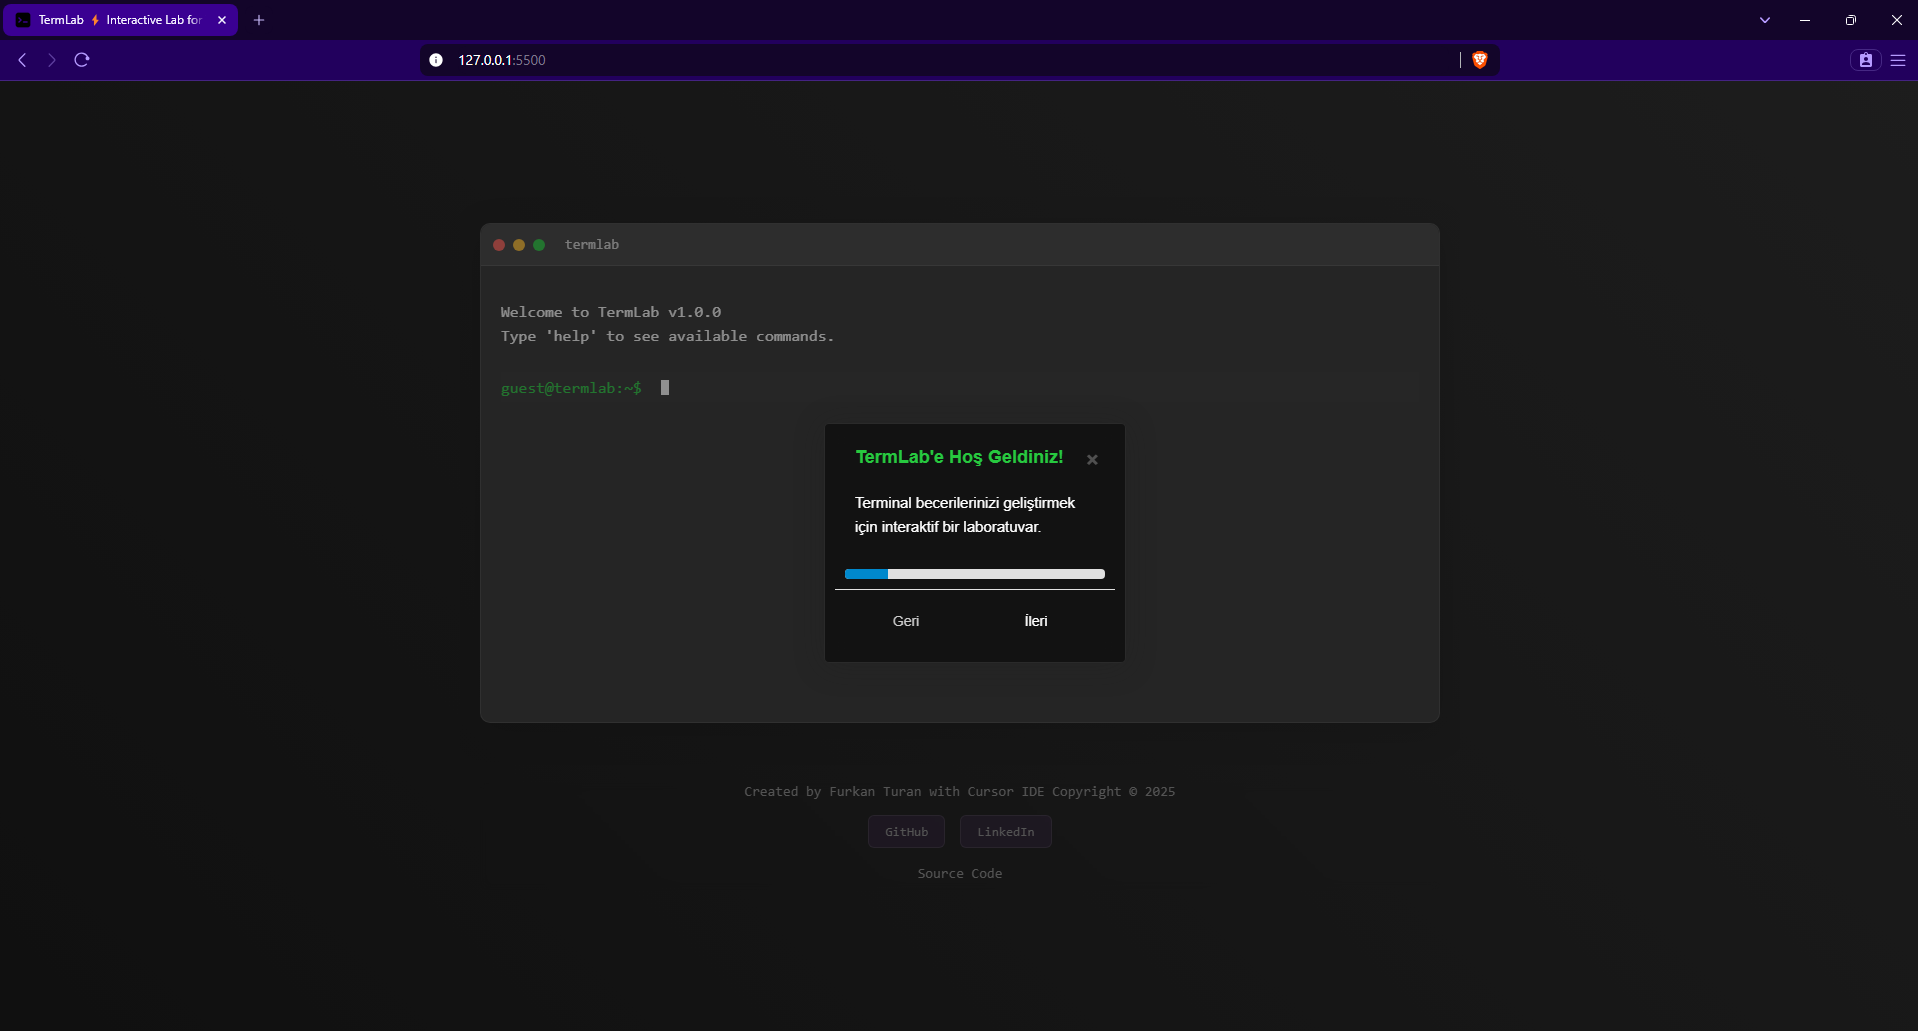 TermLab ⚡ Interactive Lab for
127.0.0.1:5500
termlab
Welcome to TermLab v1.0.0
Type 'help' to see available commands.
guest@termlab:~$
TermLab'e Hoş Geldiniz!
Terminal becerilerinizi geliştirmek
için interaktif bir laboratuvar.
Geri
İleri
Created by Furkan Turan with Cursor IDE Copyright © 2025
GitHub
LinkedIn
Source Code